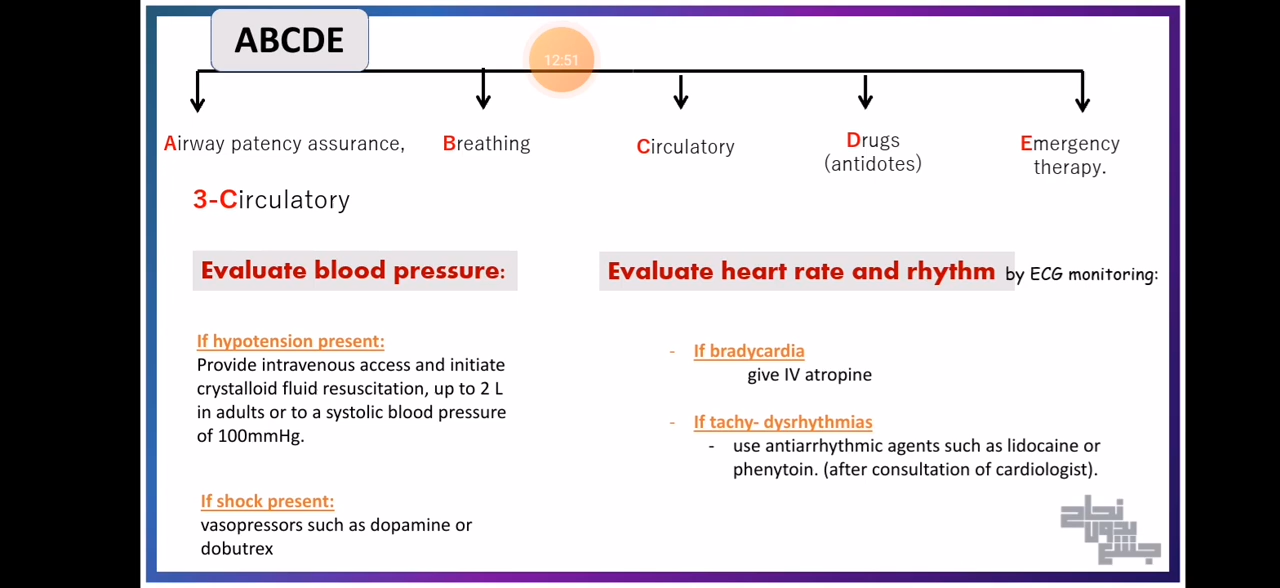 ABCDE
12:51
Airway patency assurance,
Breathing
Circulatory
Drugs
(antidotes)
Emergency
therapy.
3-Circulatory
Evaluate blood pressure:
If hypotension present:
Provide intravenous access and initiate
crystalloid fluid resuscitation, up to 2 L
in adults or to a systolic blood pressure
of 100mmHg.
If shock present:
vasopressors such as dopamine or
dobutrex
Evaluate heart rate and rhythm by ECG monitoring:
- If bradycardia
give IV atropine
- If tachy- dysrhythmias
- use antiarrhythmic agents such as lidocaine or
phenytoin. (after consultation of cardiologist).
نجاح
بدون
جشع